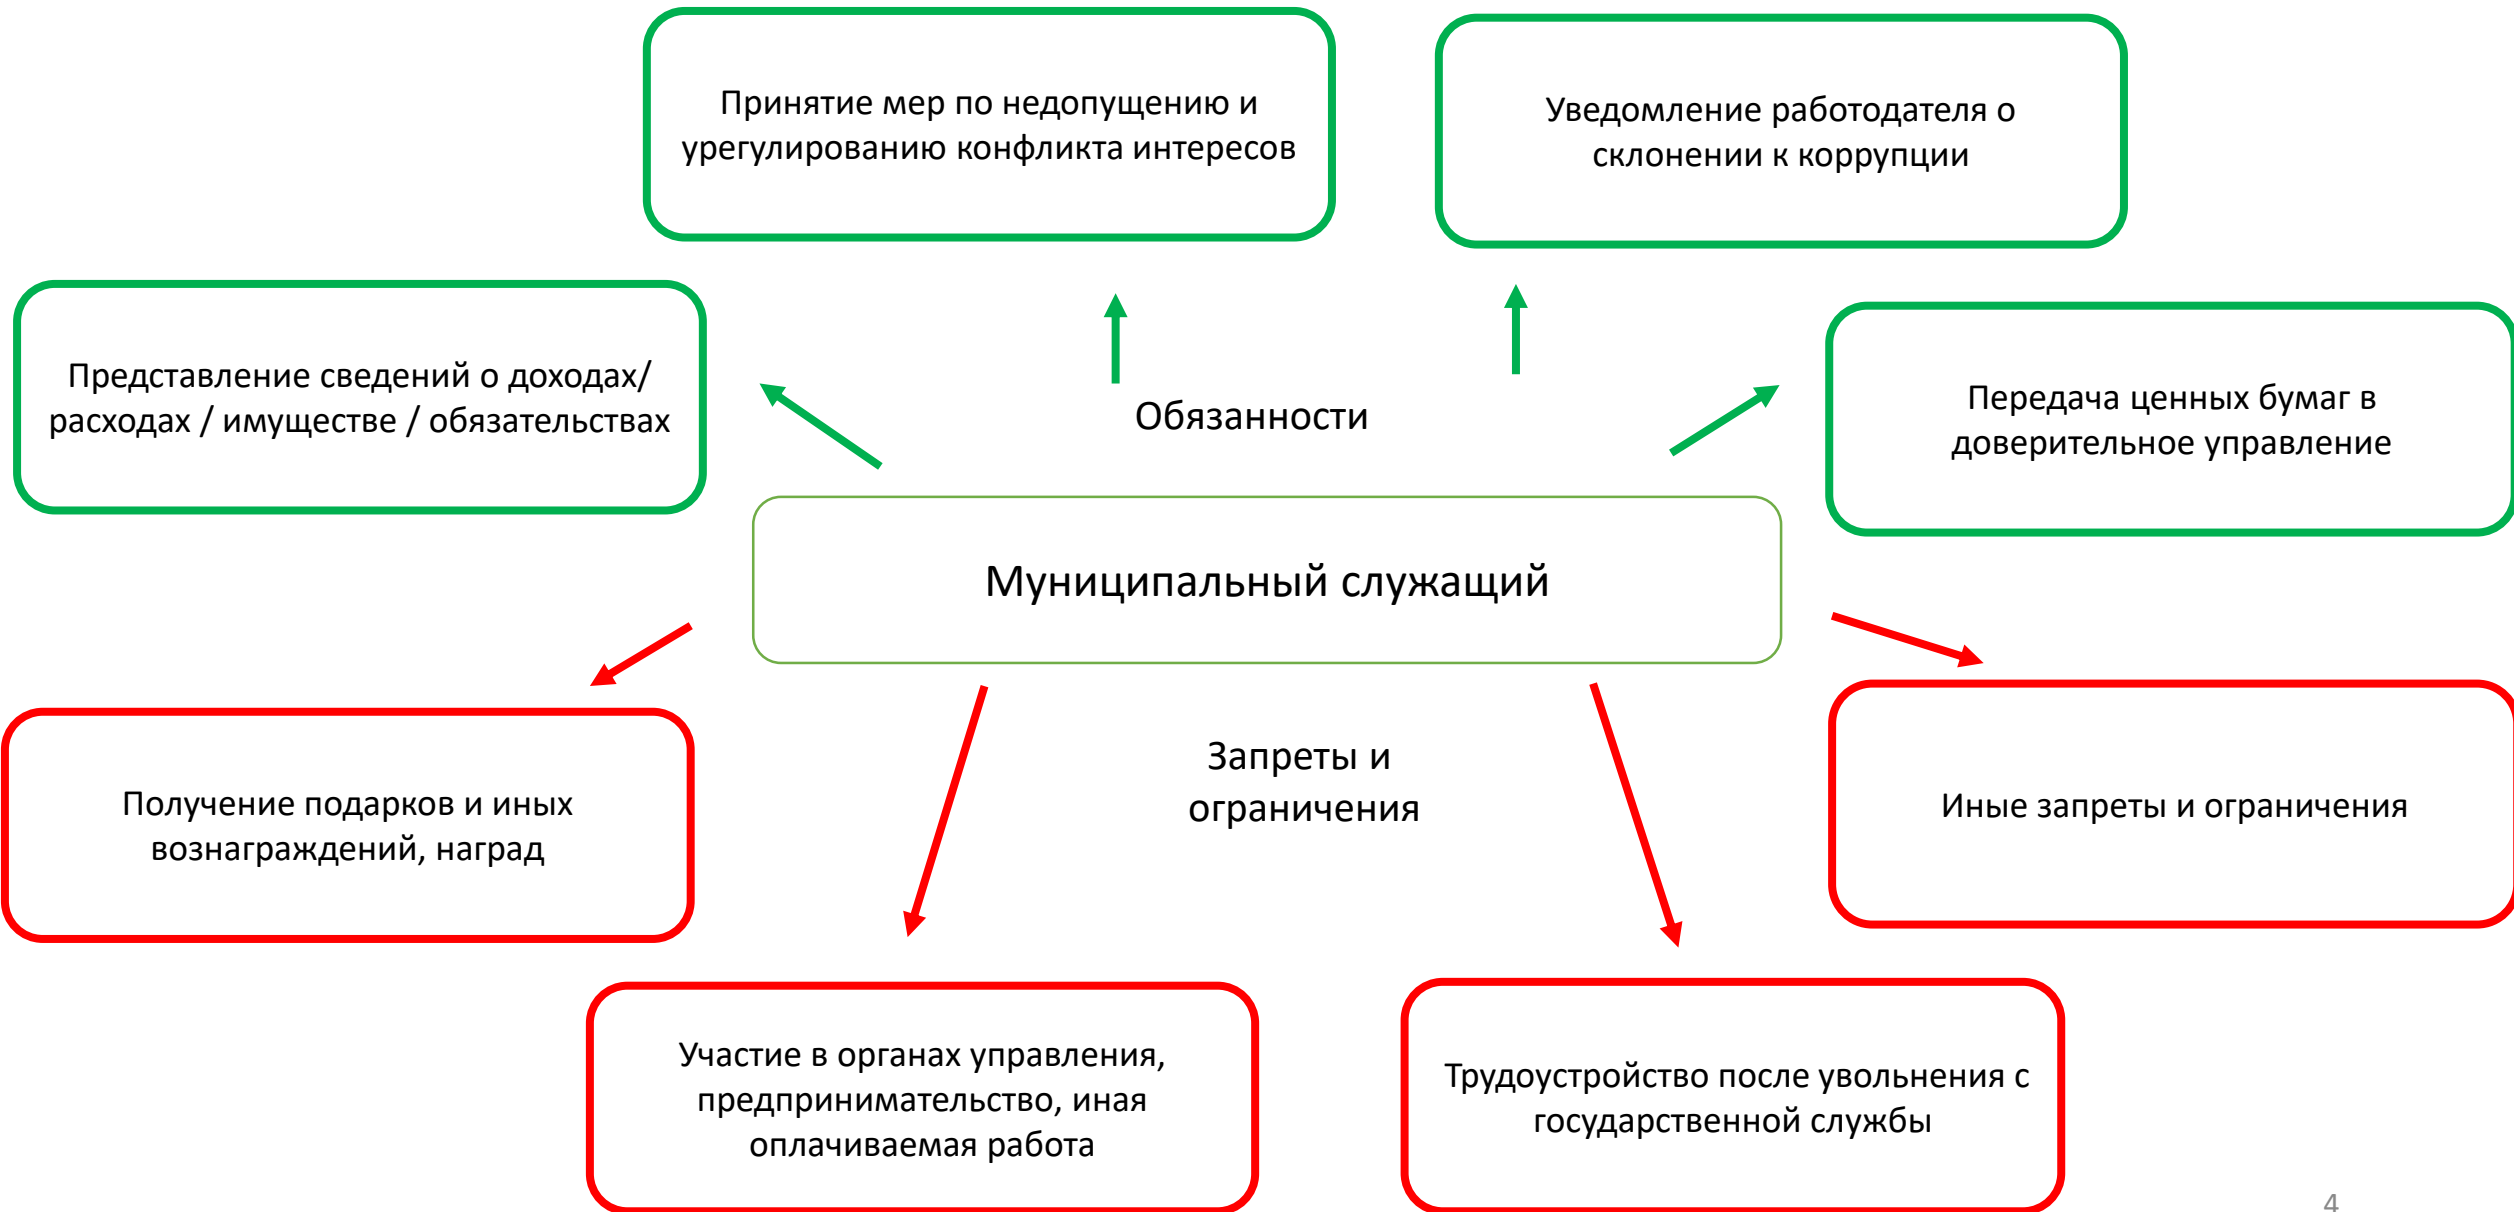 Принятие мер по недопущению и
урегулированию конфликта интересов
Уведомление работодателя о
склонении к коррупции
Представление сведений о доходах/
расходах / имуществе / обязательствах
Обязанности
Передача ценных бумаг в
доверительное управление
Муниципальный служащий
Получение подарков и иных
вознаграждений, наград
Запреты и
ограничения
Иные запреты и ограничения
Участие в органах управления,
предпринимательство, иная
оплачиваемая работа
Трудоустройство после увольнения с
государственной службы
4